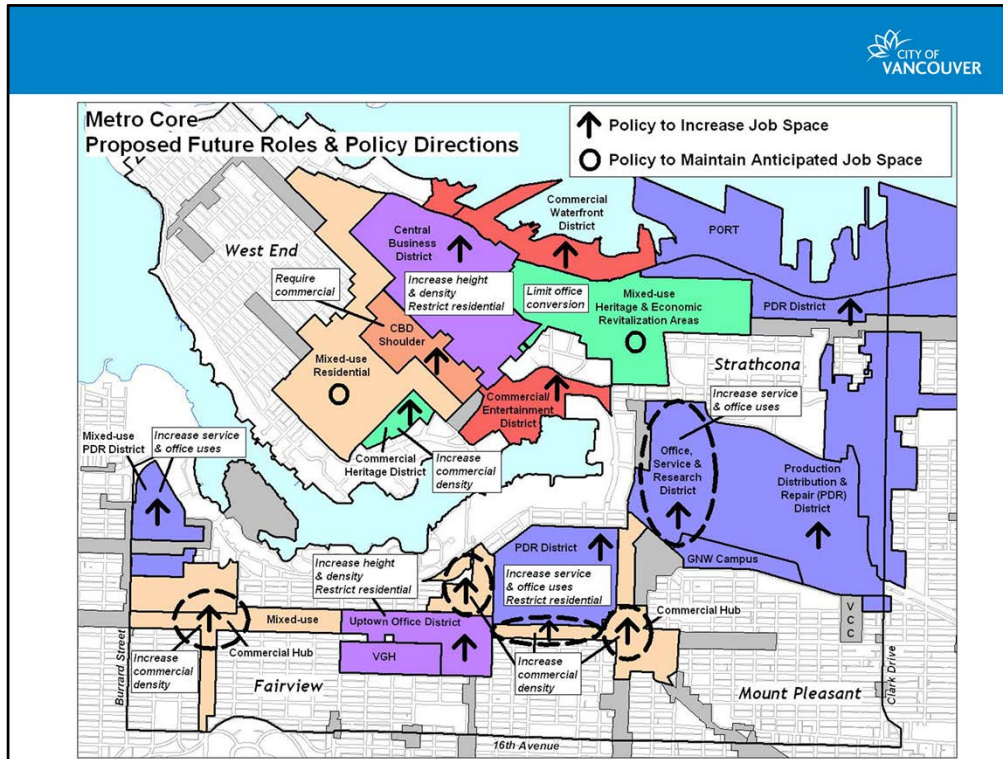 CITY OF
VANCOUVER
Metro Core
Proposed Future Roles & Policy Directions
Policy to Increase Job Space
Policy to Maintain Anticipated Job Space
West End
Require
commercial
Central
Business
District
Increase height
& density
Restrict residential
Commercial
Waterfront
District
PORT
Limit office
conversion
Mixed-use
Heritage & Economic
Revitalization Areas
PDR District
CBD
Shoulder
Mixed-use
Residential
Strathcona
Commercial/
Entertainment
District
Increase service
& office uses
Mixed-use
PDR District
Increase service
& office uses
Commercial
Heritage District
Increase
commercial
density
Office,
Service &
Research
District
Production
Distribution &
Repair (PDR)
District
Increase height
& density
Restrict residential
PDR District
Increase service
& office uses
Restrict residential
GNW Campus
Mixed-use
Uptown Office District
Commercial Hub
V
C
C
Increase
commercial
density
Commercial Hub
VGH
Increase
commercial
density
Burrard Street
Fairview
Mount Pleasant
Clark Drive
16th Avenue